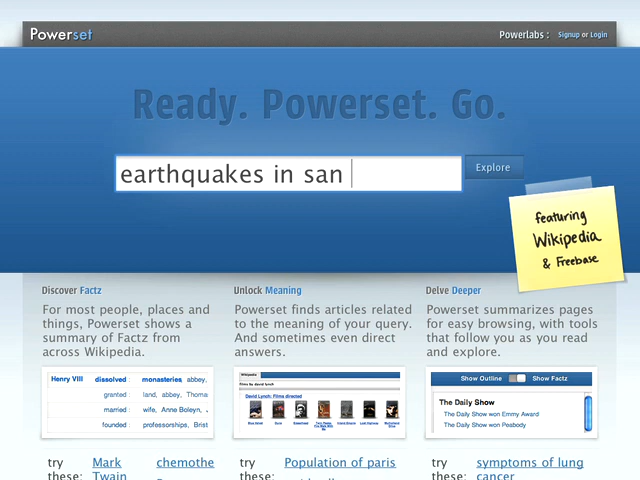 Powerset
Powerlabs : Signup or Login
Ready. Powerset. Go.
earthquakes in san
Explore
featuring
Wikipedia
& Freebase
Discover Factz
For most people, places and
things, Powerset shows a
summary of Factz from
across Wikipedia.
Henry VIII dissolved : monasteries, abbey,
granted : land, abbey, Thoma
married : wife, Anne Boleyn,
founded : professorships, Brist
try Mark chemothe
these: Twain
Unlock Meaning
Powerset finds articles related
to the meaning of your query.
And sometimes even direct
answers.
Wikipedia
Films by david lynch
David Lynch: Films directed
try Population of paris
these:
Delve Deeper
Powerset summarizes pages
for easy browsing, with tools
that follow you as you read
and explore.
Show Outline Show Factz
The Daily Show
The Daily Show won Emmy Award
The Daily Show won Peabody
try symptoms of lung
these: cancer